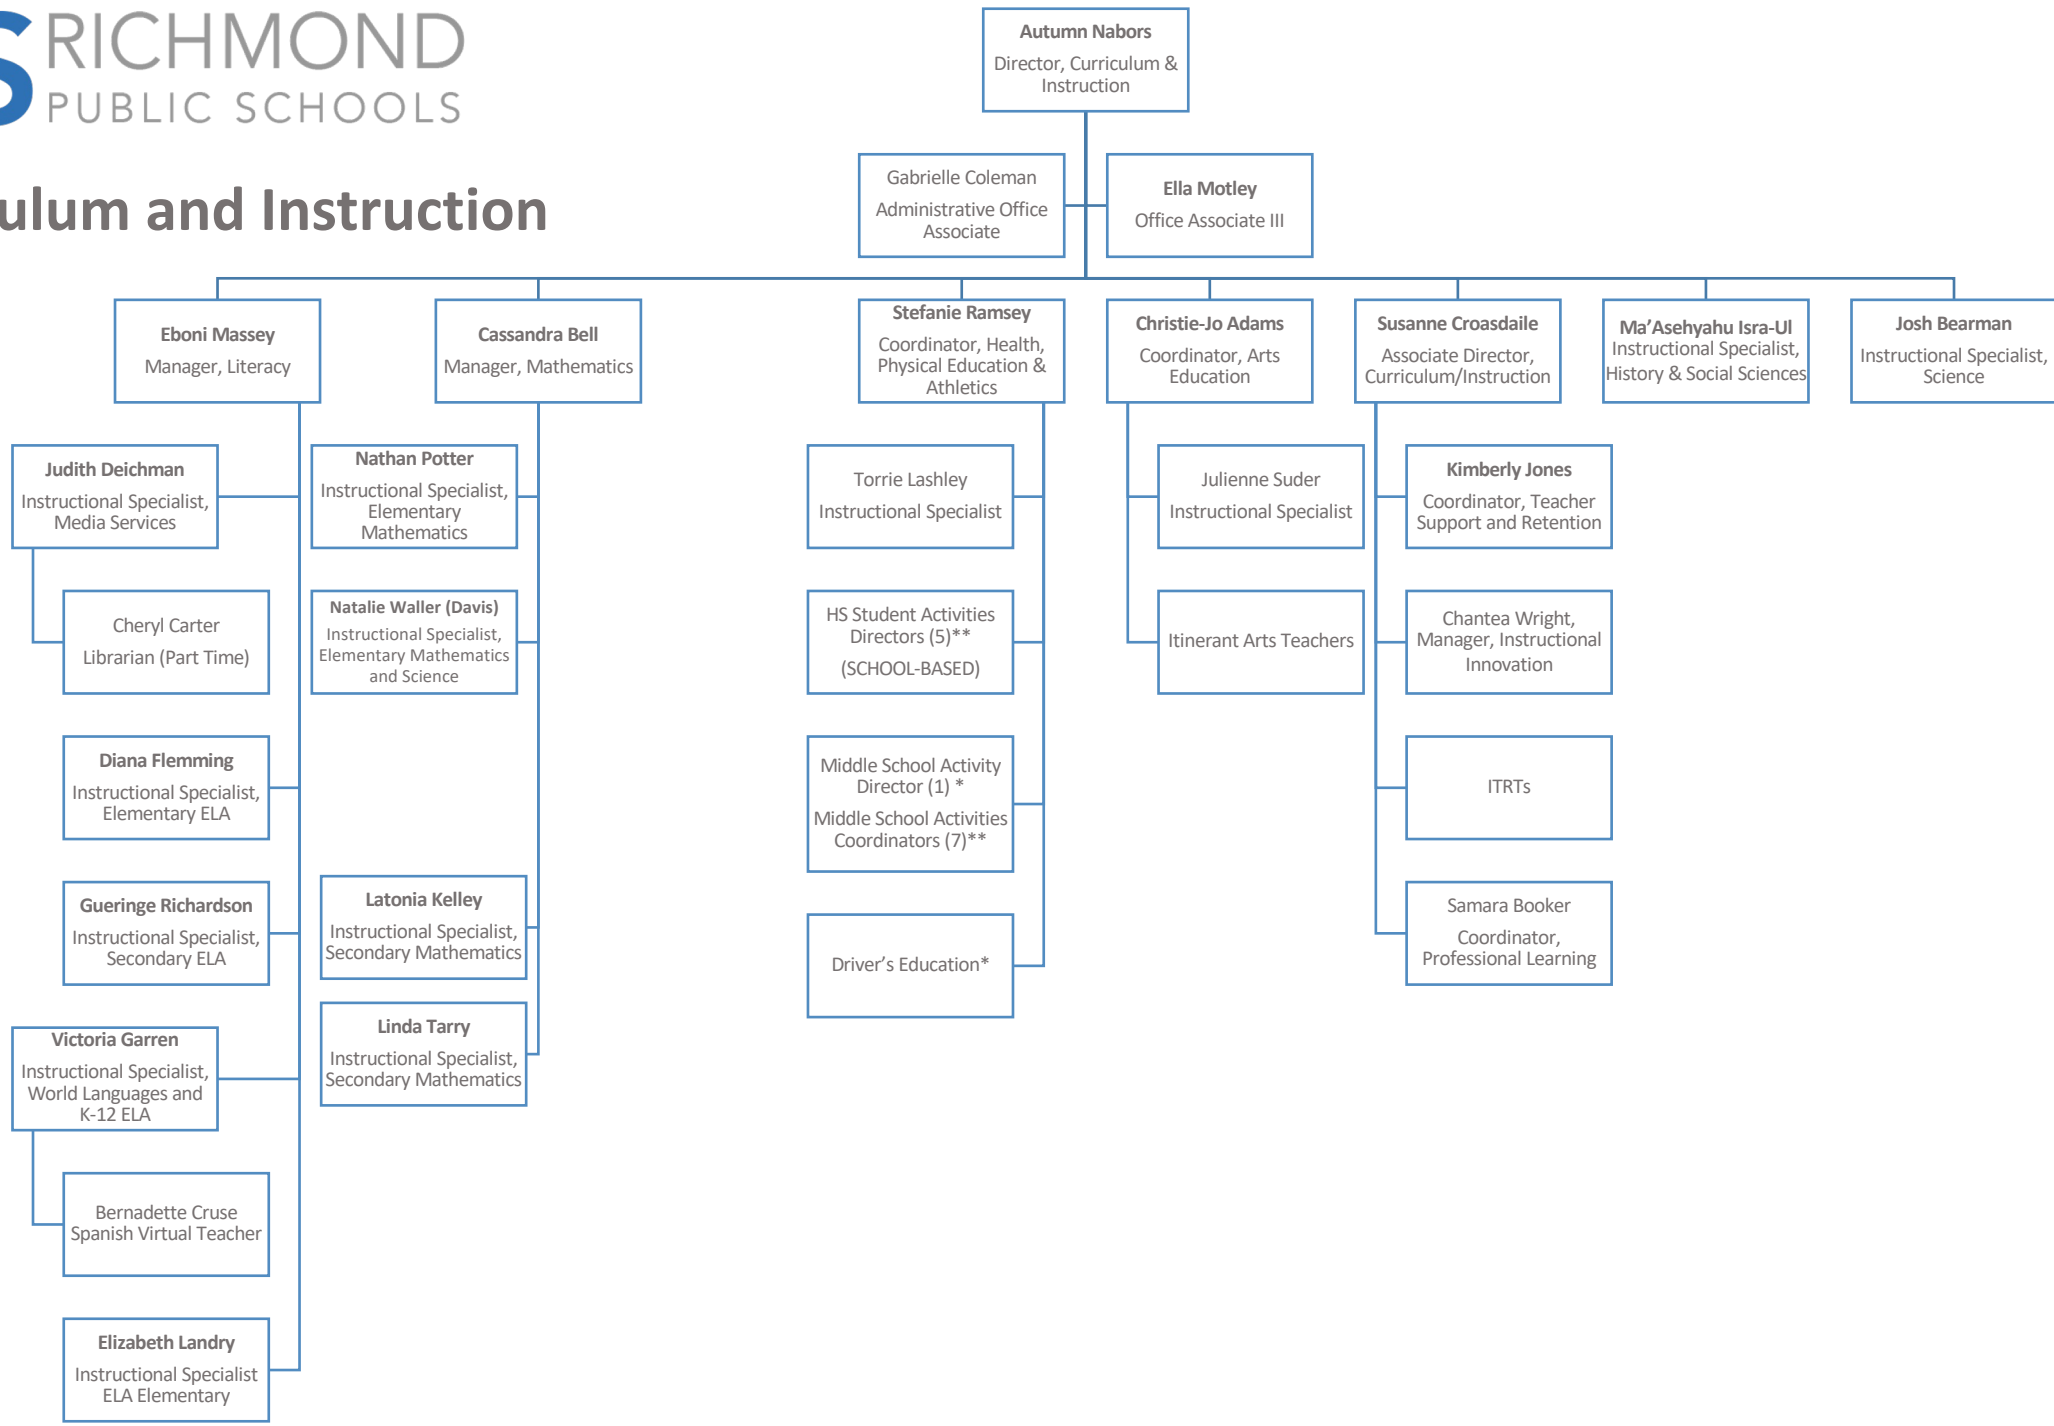 S RICHMOND
PUBLIC SCHOOLS
ulum and Instruction
Autumn Nabors
Director, Curriculum &
Instruction
Gabrielle Coleman
Administrative Office
Associate
Ella Motley
Office Associate III
Eboni Massey
Manager, Literacy
Cassandra Bell
Manager, Mathematics
Stefanie Ramsey
Coordinator, Health,
Physical Education &
Athletics
Christie-Jo Adams
Coordinator, Arts
Education
Susanne Croasdaile
Associate Director,
Curriculum/Instruction
Ma’Asehyahu Isra-Ul
Instructional Specialist,
History & Social Sciences
Josh Bearman
Instructional Specialist,
Science
Judith Deichman
Instructional Specialist,
Media Services
Cheryl Carter
Librarian (Part Time)
Diana Flemming
Instructional Specialist,
Elementary ELA
Gueringe Richardson
Instructional Specialist,
Secondary ELA
Victoria Garren
Instructional Specialist,
World Languages and
K-12 ELA
Bernadette Cruse
Spanish Virtual Teacher
Elizabeth Landry
Instructional Specialist
ELA Elementary
Nathan Potter
Instructional Specialist,
Elementary
Mathematics
Natalie Waller (Davis)
Instructional Specialist,
Elementary Mathematics
and Science
Latonia Kelley
Instructional Specialist,
Secondary Mathematics
Linda Tarry
Instructional Specialist,
Secondary Mathematics
Torrie Lashley
Instructional Specialist
HS Student Activities
Directors (5)**
(SCHOOL-BASED)
Middle School Activity
Director (1) *
Middle School Activities
Coordinators (7)**
Driver’s Education*
Julienne Suder
Instructional Specialist
Itinerant Arts Teachers
Kimberly Jones
Coordinator, Teacher
Support and Retention
Chantea Wright,
Manager, Instructional
Innovation
ITRTs
Samara Booker
Coordinator,
Professional Learning